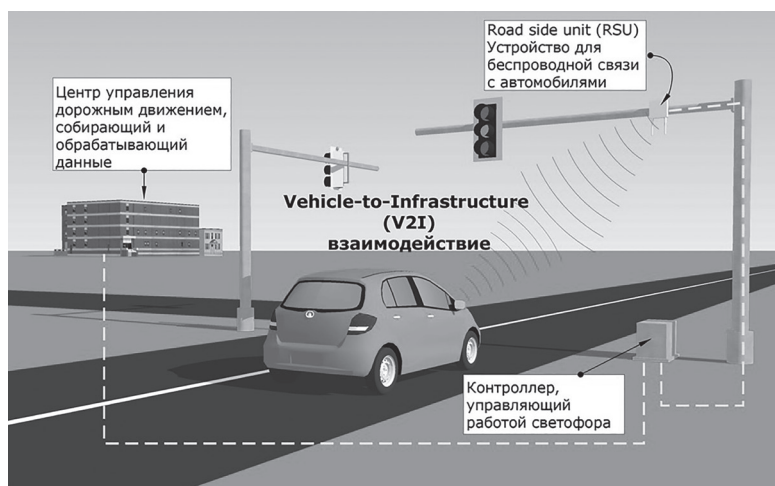 Road side unit (RSU)
Устройство для
беспроводной связи
с автомобилями
Центр управления
дорожным движением,
собирающий и
обрабатывающий
данные
Vehicle-to-Infrastructure
(V2I)
взаимодействие
Контроллер,
управляющий
работой светофора